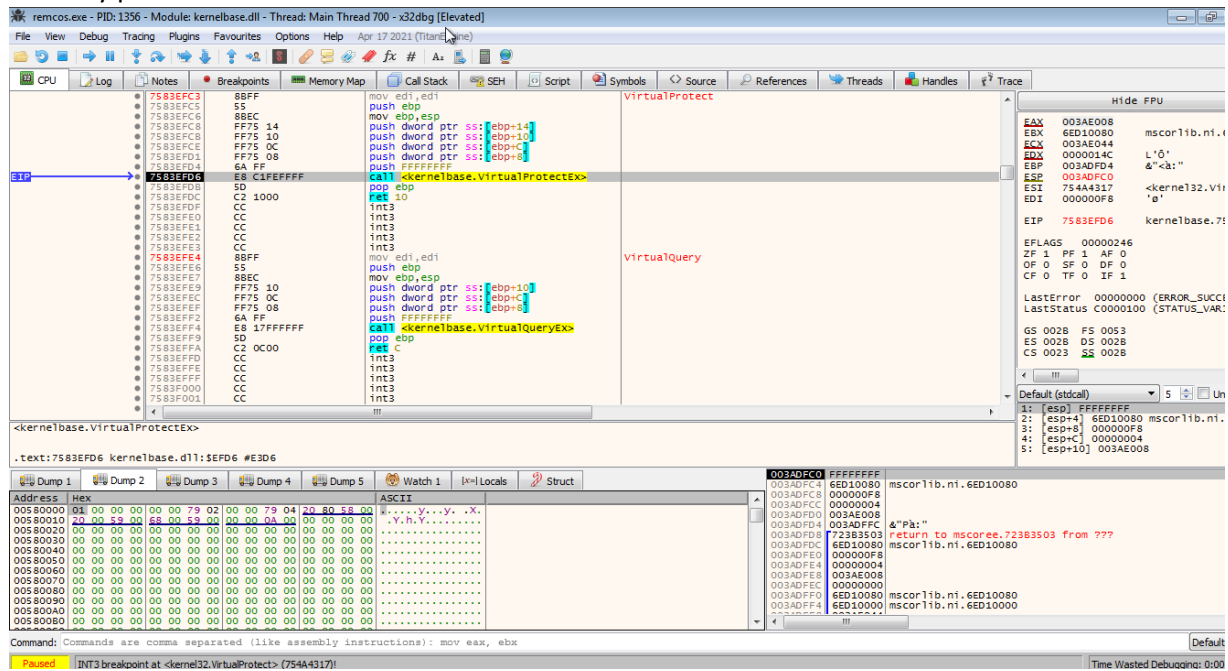 remcos.exe - PID: 1356 - Module: kernelbase.dll - Thread: Main Thread 700 - x32dbg [Elevated]
File View Debug Tracing Plugins Favourites Options Help Apr 17 2021
CPU Log Notes Breakpoints Memory Map Call Stack SEH Script Symbols Source References Threads Handles Trace
7583EFC3 8BFF mov edi,edi VirtualProtect
7583EFC5 55 push ebp
7583EFC6 8BEC mov ebp,esp
7583EFC8 FF75 14 push dword ptr ss:[ebp+14]
7583EFCB FF75 10 push dword ptr ss:[ebp+10]
7583EFCE FF75 0C push dword ptr ss:[ebp+C]
7583EFD1 FF75 08 push dword ptr ss:[ebp+8]
7583EFD4 6A FF push FFFFFFFF
EIP 7583EFD6 E8 C1FEFFFF call <kernelbase.VirtualProtectEx>
7583EFDB 5D pop ebp
7583EFDC C2 1000 ret 10
7583EFDF CC int3
7583EFE0 CC int3
7583EFE1 CC int3
7583EFE2 CC int3
7583EFE3 CC int3
7583EFE4 8BFF mov edi,edi VirtualQuery
7583EFE6 55 push ebp
7583EFE7 8BEC mov ebp,esp
7583EFE9 FF75 10 push dword ptr ss:[ebp+10]
7583EFEC FF75 0C push dword ptr ss:[ebp+C]
7583EFEF FF75 08 push dword ptr ss:[ebp+8]
7583EFF2 6A FF push FFFFFFFF
7583EFF4 E8 17FFFFFF call <kernelbase.VirtualQueryEx>
7583EFF9 5D pop ebp
7583EFFA C2 0C00 ret C
7583EFFD CC int3
7583EFFE CC int3
7583EFFF CC int3
7583F000 CC int3
7583F001 CC int3
Hide FPU
EAX 003AE008
EBX 6ED10080 mscorlib.ni.
ECX 003AE044
EDX 0000014C L'Ō'
EBP 003ADFD4 &"<à:"
ESP 003ADFC0
ESI 754A4317 <kernel32.Vir
EDI 000000F8 'ø'
EIP 7583EFD6 kernelbase.75
EFLAGS 00000246
ZF 1 PF 1 AF 0
OF 0 SF 0 DF 0
CF 0 TF 0 IF 1
LastError 00000000 (ERROR_SUCCE
LastStatus C0000100 (STATUS_VARI
GS 002B FS 0053
ES 002B DS 002B
CS 0023 SS 002B
Default (stdcall) 5 Un
1: [esp] FFFFFFFF
2: [esp+4] 6ED10080 mscorlib.ni.
3: [esp+8] 000000F8
4: [esp+C] 00000004
5: [esp+10] 003AE008
<kernelbase.VirtualProtectEx>
.text:7583EFD6 kernelbase.dll:$EFD6 #E3D6
Dump 1 Dump 2 Dump 3 Dump 4 Dump 5 Watch 1 [x=] Locals Struct
Address Hex ASCII
00580000 01 00 00 00 00 00 79 02 00 00 79 04 20 80 58 00 ......y...y. .X.
00580010 20 00 59 00 68 00 59 00 00 00 0A 00 00 00 00 00 .Y.h.Y..........
00580020 00 00 00 00 00 00 00 00 00 00 00 00 00 00 00 00 ................
00580030 00 00 00 00 00 00 00 00 00 00 00 00 00 00 00 00 ................
00580040 00 00 00 00 00 00 00 00 00 00 00 00 00 00 00 00 ................
00580050 00 00 00 00 00 00 00 00 00 00 00 00 00 00 00 00 ................
00580060 00 00 00 00 00 00 00 00 00 00 00 00 00 00 00 00 ................
00580070 00 00 00 00 00 00 00 00 00 00 00 00 00 00 00 00 ................
00580080 00 00 00 00 00 00 00 00 00 00 00 00 00 00 00 00 ................
00580090 00 00 00 00 00 00 00 00 00 00 00 00 00 00 00 00 ................
005800A0 00 00 00 00 00 00 00 00 00 00 00 00 00 00 00 00 ................
005800B0 00 00 00 00 00 00 00 00 00 00 00 00 00 00 00 00 ................
003ADFC0 FFFFFFFF
003ADFC4 6ED10080 mscorlib.ni.6ED10080
003ADFC8 000000F8
003ADFCC 00000004
003ADFD0 003AE008
003ADFD4 003ADFFC &"Pà:"
003ADFD8 723B3503 return to mscoree.723B3503 from ???
003ADFDC 6ED10080 mscorlib.ni.6ED10080
003ADFE0 000000F8
003ADFE4 00000004
003ADFE8 003AE008
003ADFEC 00000000
003ADFF0 6ED10080 mscorlib.ni.6ED10080
003ADFF4 6ED10000 mscorlib.ni.6ED10000
Command: Commands are comma separated (like assembly instructions): mov eax, ebx Default
Paused INT3 breakpoint at <kernel32.VirtualProtect> (754A4317)! Time Wasted Debugging: 0:00